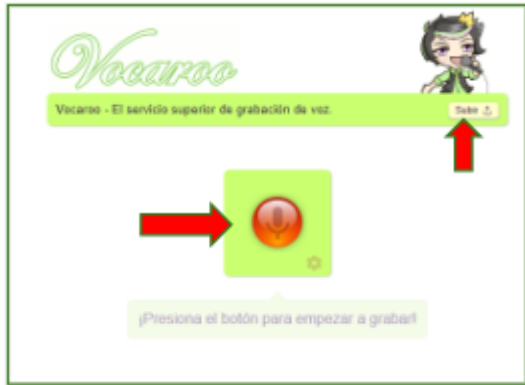 Vocaroo
Vocaroo - El servicio superior de grabación de voz.
Subir
¡Presiona el botón para empezar a grabar!